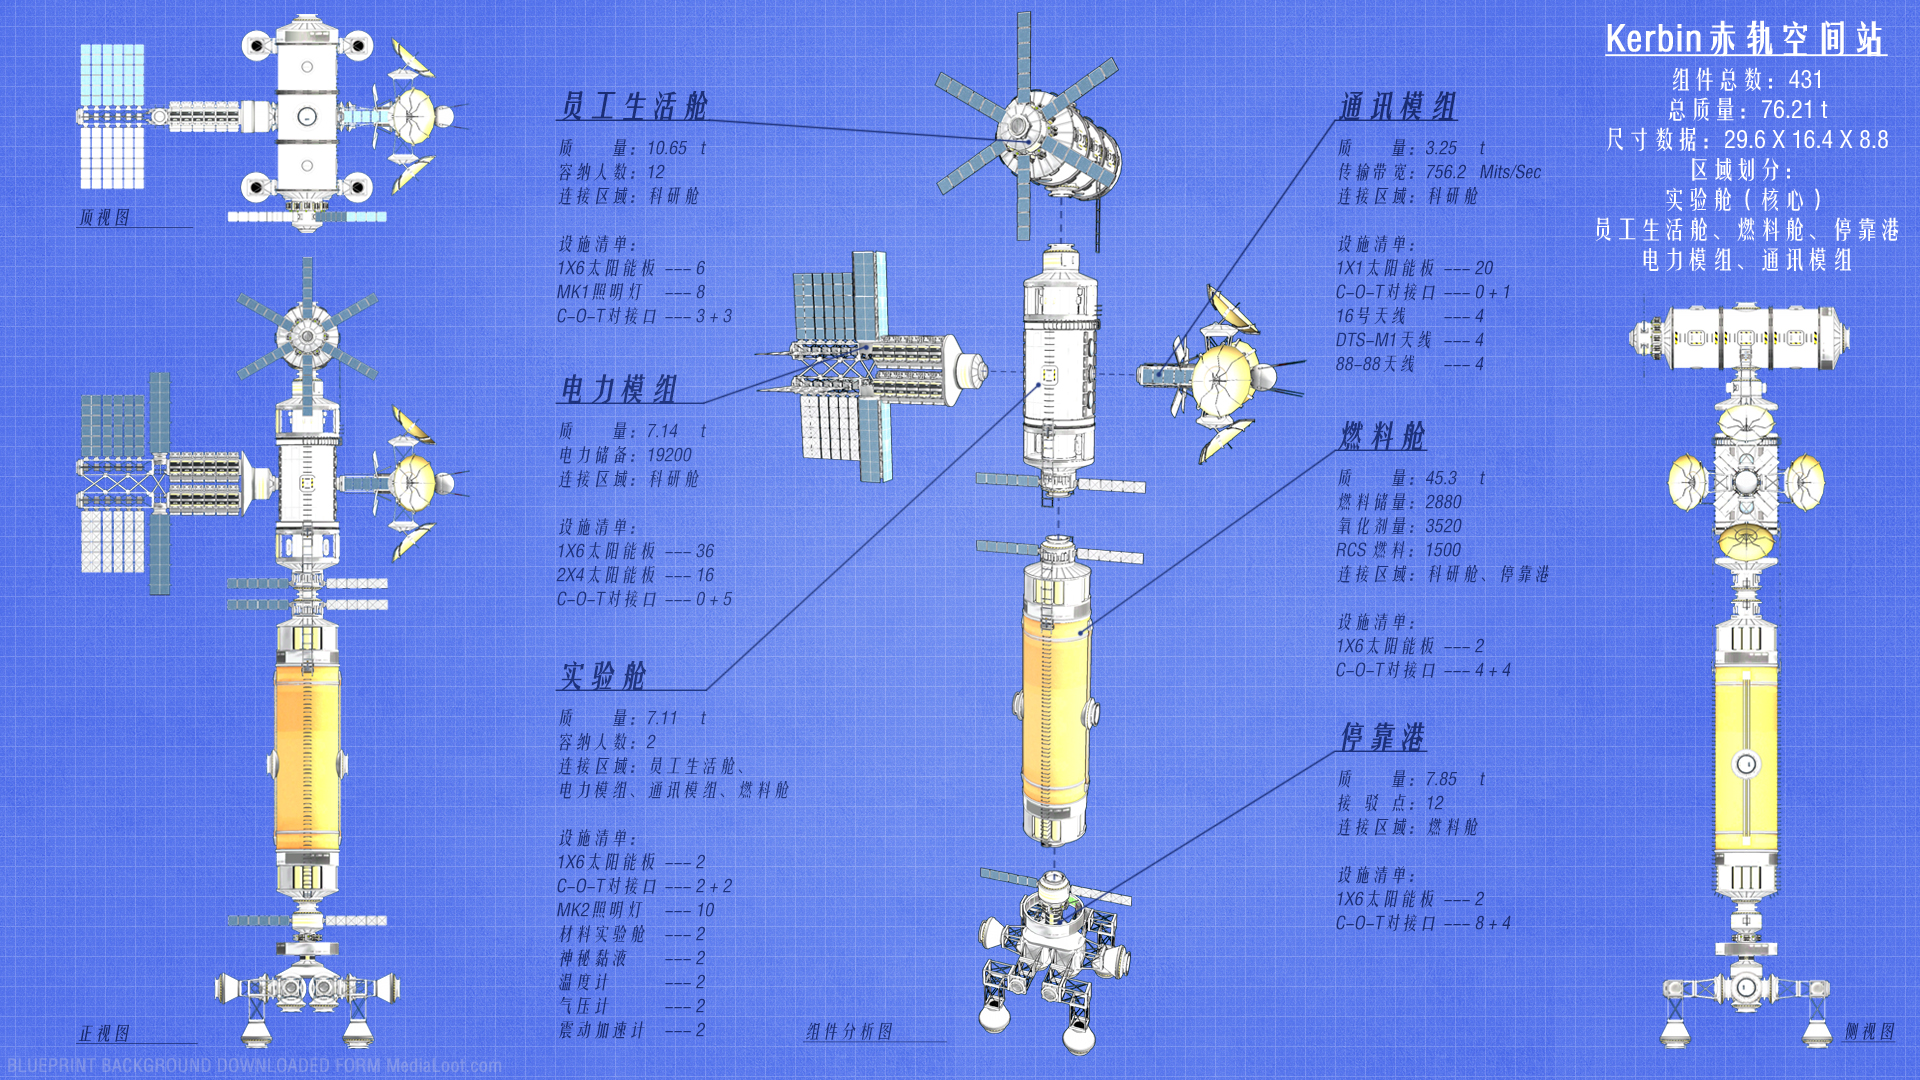 Kerbin赤轨空间站
组件总数：431
总质量：76.21 t
尺寸数据：29.6 X 16.4 X 8.8
区域划分：
实验舱（核心）
员工生活舱、燃料舱、停靠港
电力模组、通讯模组
员工生活舱
质 量：10.65 t
容纳人数：12
连接区域：科研舱
设施清单：
1X6太阳能板 --- 6
MK1照明灯 --- 8
C-O-T对接口 --- 3 + 3
电力模组
质 量：7.14 t
电力储备：19200
连接区域：科研舱
设施清单：
1X6太阳能板 --- 36
2X4太阳能板 --- 16
C-O-T对接口 --- 0 + 5
实验舱
质 量：7.11 t
容纳人数：2
连接区域：员工生活舱、
电力模组、通讯模组、燃料舱
设施清单：
1X6太阳能板 --- 2
C-O-T对接口 --- 2 + 2
MK2照明灯 --- 10
材料实验舱 --- 2
神秘黏液 --- 2
温度计 --- 2
气压计 --- 2
震动加速计 --- 2
通讯模组
质 量：3.25 t
传输带宽：756.2 Mits/Sec
连接区域：科研舱
设施清单：
1X1太阳能板 --- 20
C-O-T对接口 --- 0 + 1
16号天线 --- 4
DTS-M1天线 --- 4
88-88天线 --- 4
燃料舱
质 量：45.3 t
燃料储量：2880
氧化剂量：3520
RCS 燃料：1500
连接区域：科研舱、停靠港
设施清单：
1X6太阳能板 --- 2
C-O-T对接口 --- 4 + 4
停靠港
质 量：7.85 t
接 驳 点：12
连接区域：燃料舱
设施清单：
1X6太阳能板 --- 2
C-O-T对接口 --- 8 + 4
顶视图
正视图
组件分析图
侧视图
BLUEPRINT BACKGROUND DOWNLOADED FORM MediaLoot.com